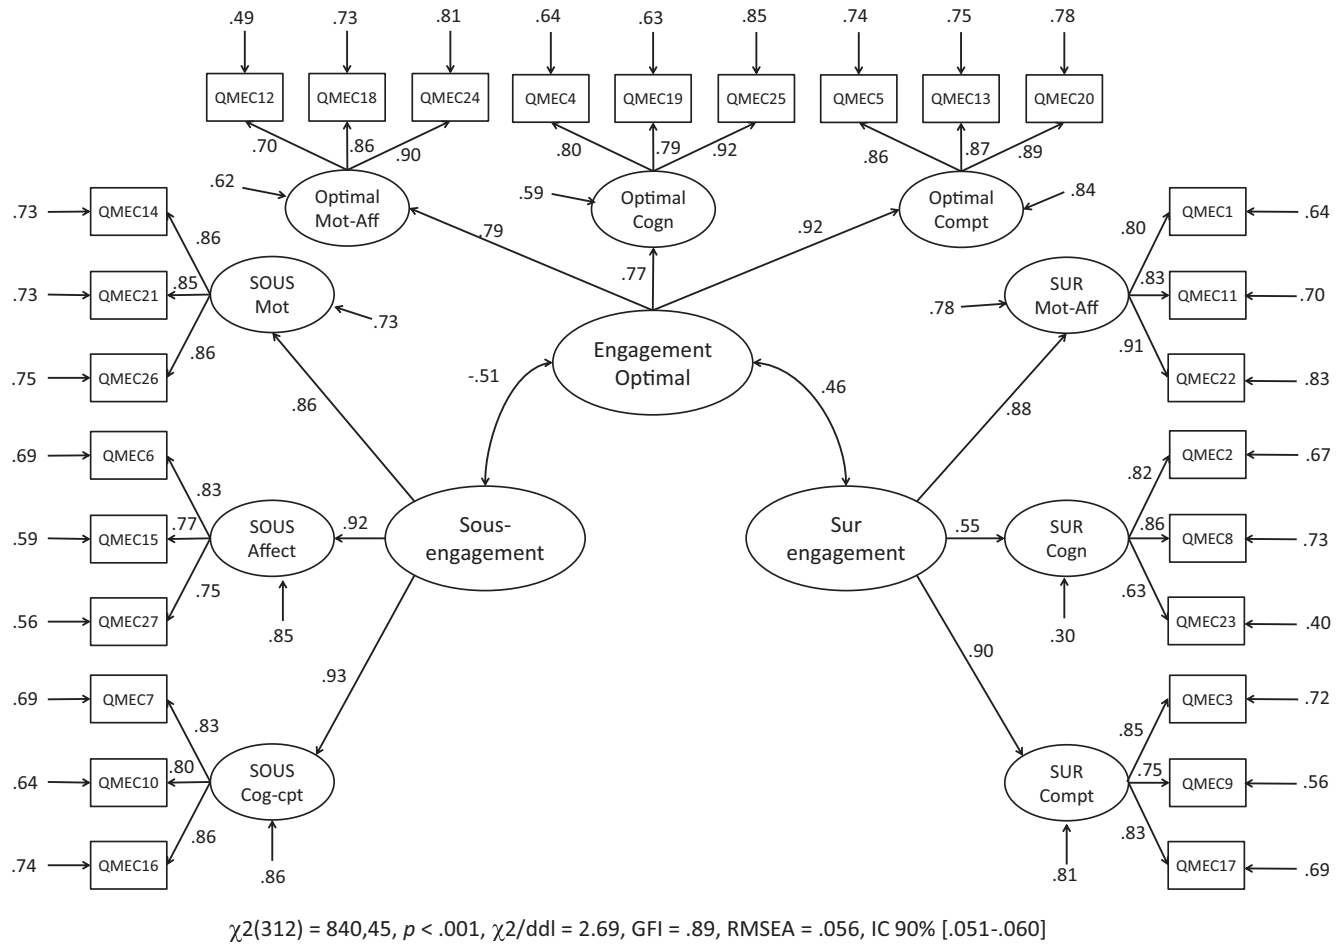 .49
.73
.81
.64
.63
.85
.74
.75
.78
QMEC12
QMEC18
QMEC24
QMEC4
QMEC19
QMEC25
QMEC5
QMEC13
QMEC20
.70
.86
.90
.80
.79
.92
.86
.87
.89
.62
Optimal
Mot-Aff
.59
Optimal
Cogn
Optimal
Compt
.84
.79
.77
.92
.73
QMEC14
.86
.73
QMEC21
.85
.75
QMEC26
.86
SOUS
Mot
.73
QMEC1
.64
.80
QMEC11
.70
.83
QMEC22
.83
.91
SUR
Mot-Aff
.78
Engagement
Optimal
-.51
.46
.86
.88
.69
QMEC6
.83
.59
QMEC15
.77
.56
QMEC27
.75
SOUS
Affect
.92
.85
Sous-
engagement
Sur
engagement
.55
SUR
Cogn
.30
.82
QMEC2
.67
.86
QMEC8
.73
.63
QMEC23
.40
.93
.90
.69
QMEC7
.83
.64
QMEC10
.80
.74
QMEC16
.86
SOUS
Cog-cpt
.86
SUR
Compt
.81
.85
QMEC3
.72
.75
QMEC9
.56
.83
QMEC17
.69
χ2(312) = 840,45, p < .001, χ2/ddl = 2.69, GFI = .89, RMSEA = .056, IC 90% [.051-.060]